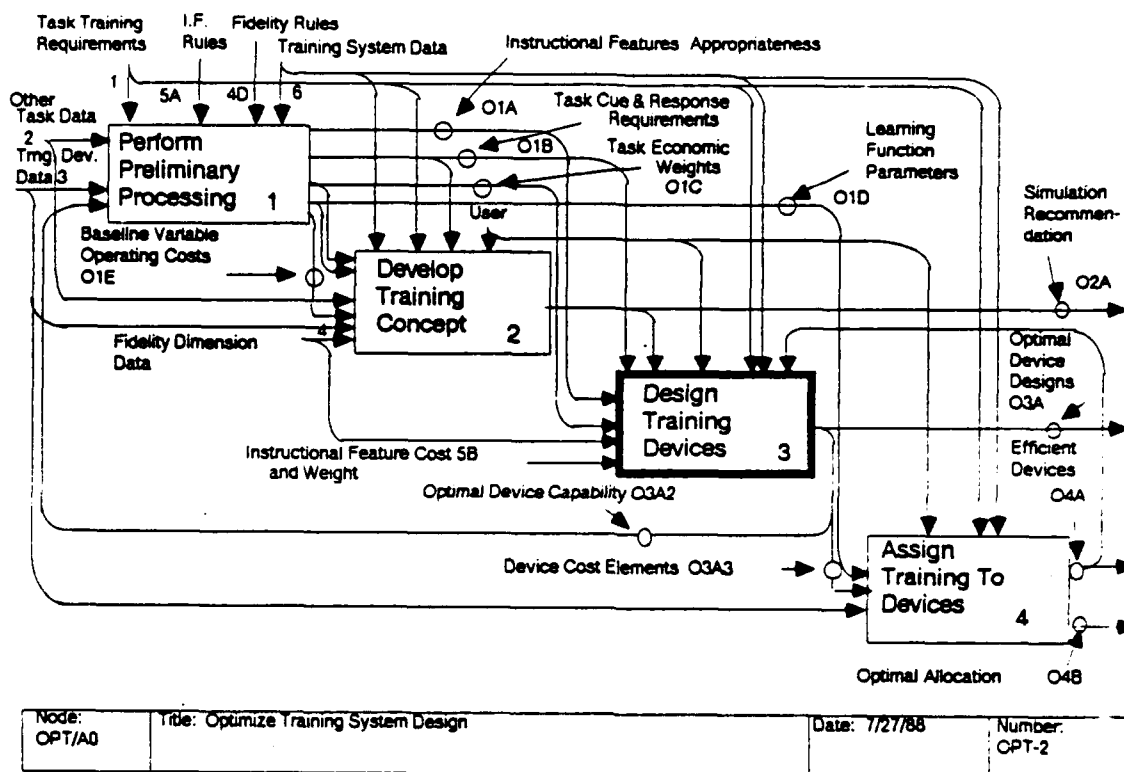 Task Training
Requirements
I.F.
Rules
Fidelity Rules
Training System Data
Instructional Features Appropriateness
1
5A
4D
6
Other
Task Data
2
Trng. Dev.
Data 3
Perform
Preliminary
Processing
1
O1A
Task Cue & Response
Requirements
O1B
Task Economic
Weights
O1C
Learning
Function
Parameters
O1D
User
Simulation
Recommen-
dation
O2A
Baseline Variable
Operating Costs
O1E
Develop
Training
Concept
2
4
Fidelity Dimension
Data
Optimal
Device
Designs
O3A
Design
Training
Devices
3
Instructional Feature Cost 5B
and Weight
Efficient
Devices
O4A
Optimal Device Capability O3A2
Device Cost Elements O3A3
Assign
Training To
Devices
4
Optimal Allocation
O4B
Node:
OPT/A0
Title: Optimize Training System Design
Date: 7/27/88
Number:
OPT-2